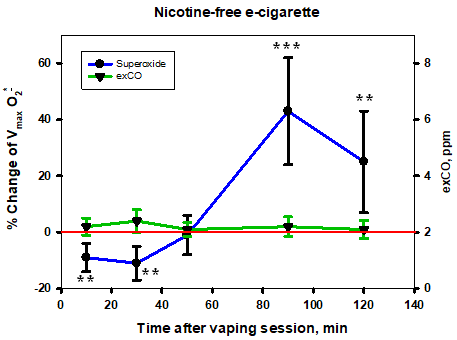 Nicotine-free e-cigarette
Superoxide
exCO
***
**
**
**
60
40
20
0
-20
8
6
4
2
0
0 20 40 60 80 100 120 140
% Change of Vmax O2*-
exCO, ppm
Time after vaping session, min